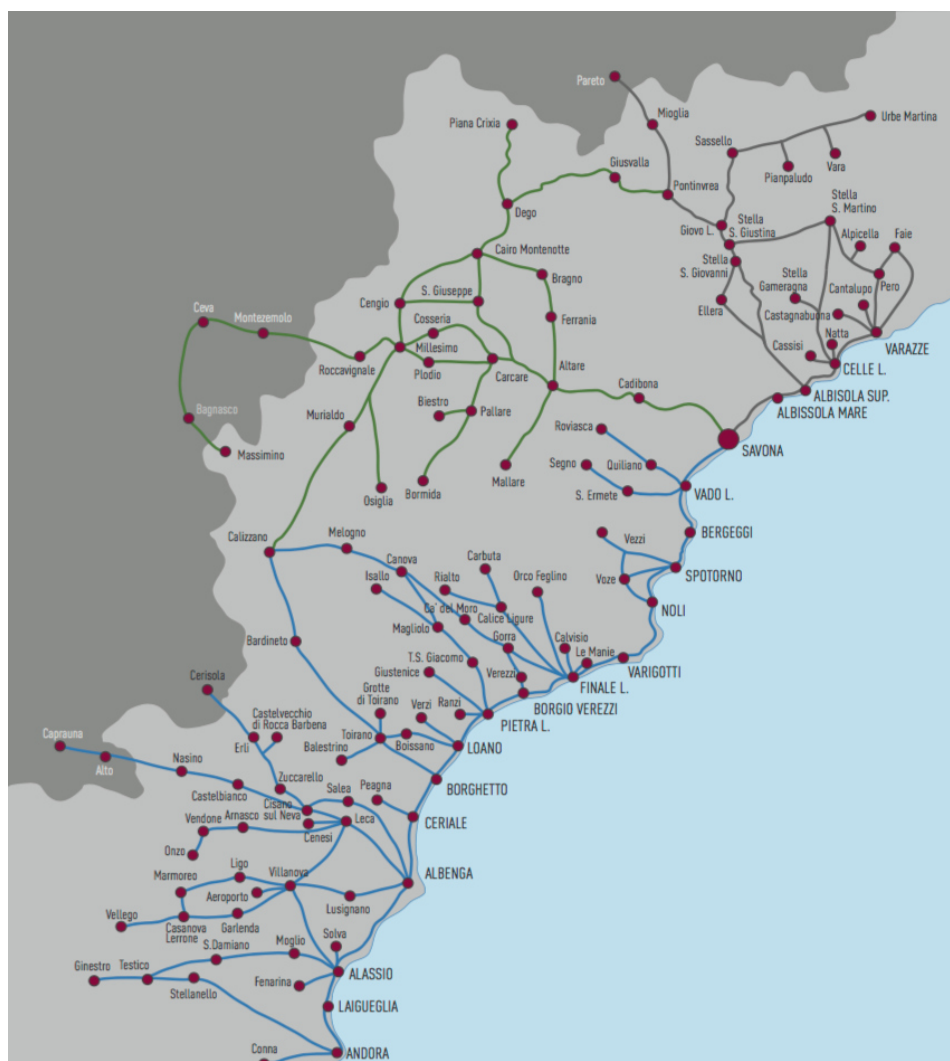 Pareto
Mioglia
Urbe Martina
Piana Crixia
Sassello
Pianpaludo
Vara
Giusvalla
Pontinvrea
Dego
Stella
S. Martino
Giovo L.
Stella
S. Giustina
Alpicella
Faie
Cairo Montenotte
Stella
S. Giovanni
Bragno
Stella
Gameragna
Cantalupo
Pero
S. Giuseppe
Cengio
Ellera
Castagnabuona
Ceva
Montezemolo
Cosseria
Ferrania
Natta
VARAZZE
Millesimo
Cassisi
CELLE L.
Roccavignale
Plodio
Carcare
Altare
Cadibona
ALBISOLA SUP.
ALBISSOLA MARE
Biestro
Pallare
Murialdo
Bagnasco
Massimino
Roviasca
SAVONA
Segno
Quiliano
Mallare
Bormida
Osiglia
S. Ermete
VADO L.
Calizzano
Melogno
Vezzi
BERGEGGI
Canova
Carbuta
Isallo
Rialto
Orco Feglino
Voze
SPOTORNO
Ca' del Moro
Calice Ligure
NOLI
Magliolo
Gorra
Calvisio
Bardineto
Le Manie
VARIGOTTI
T.S. Giacomo
Giustenice
Verezzi
FINALE L.
Cerisola
Grotte
di Toirano
Verzi
Ranzi
BORGIO VEREZZI
Castelvecchio
di Rocca Barbena
PIETRA L.
Caprauna
Erli
Toirano
Alto
Balestrino
Boissano
LOANO
Nasino
Zuccarello
BORGHETTO
Castelbianco
Cisano
sul Neva
Salea
Peagna
Vendone
Arnasco
Leca
CERIALE
Cenesi
Onzo
Marmoreo
Ligo
Villanova
ALBENGA
Aeroporto
Lusignano
Vellego
Casanova
Lerrone
Garlenda
S.Damiano
Moglio
Solva
Ginestro
Testico
ALASSIO
Stellanello
Fenarina
LAIGUEGLIA
Conna
ANDORA